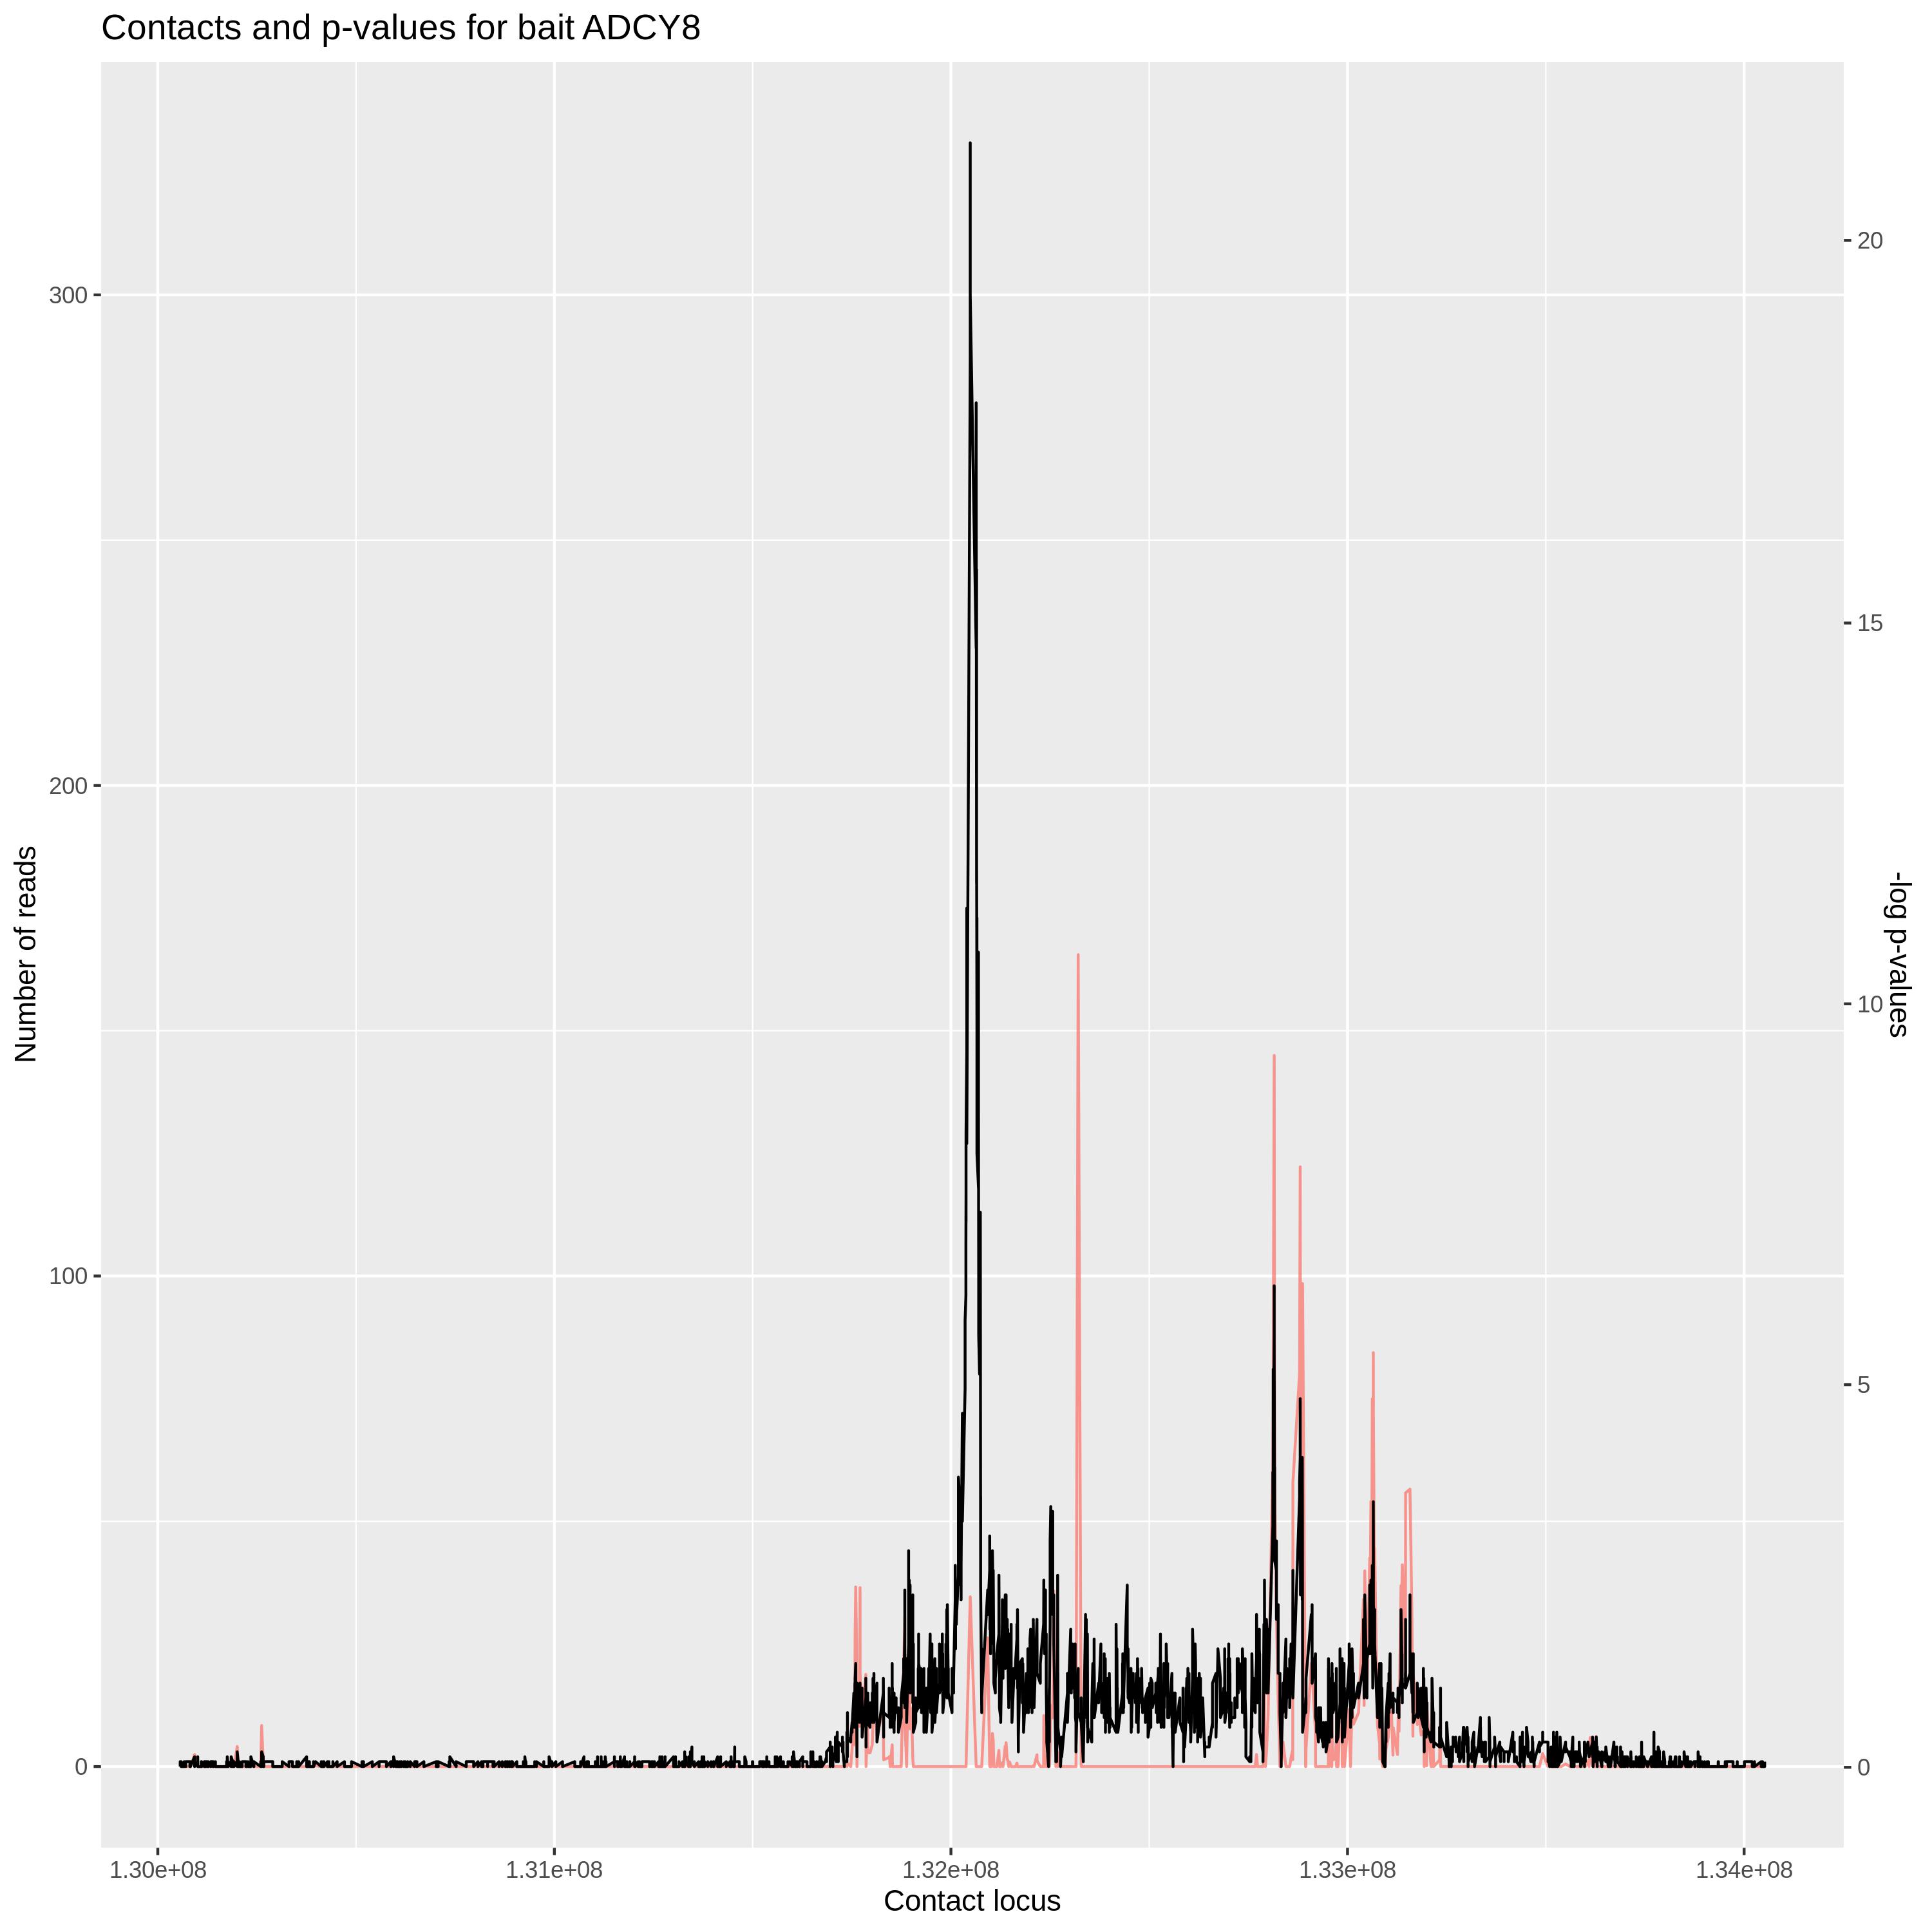 Contacts and p-values for bait ADCY8
300
200
100
0
Number of reads
20
15
10
5
0
-log p-values
1.30e+08
1.31e+08
1.32e+08
1.33e+08
1.34e+08
Contact locus